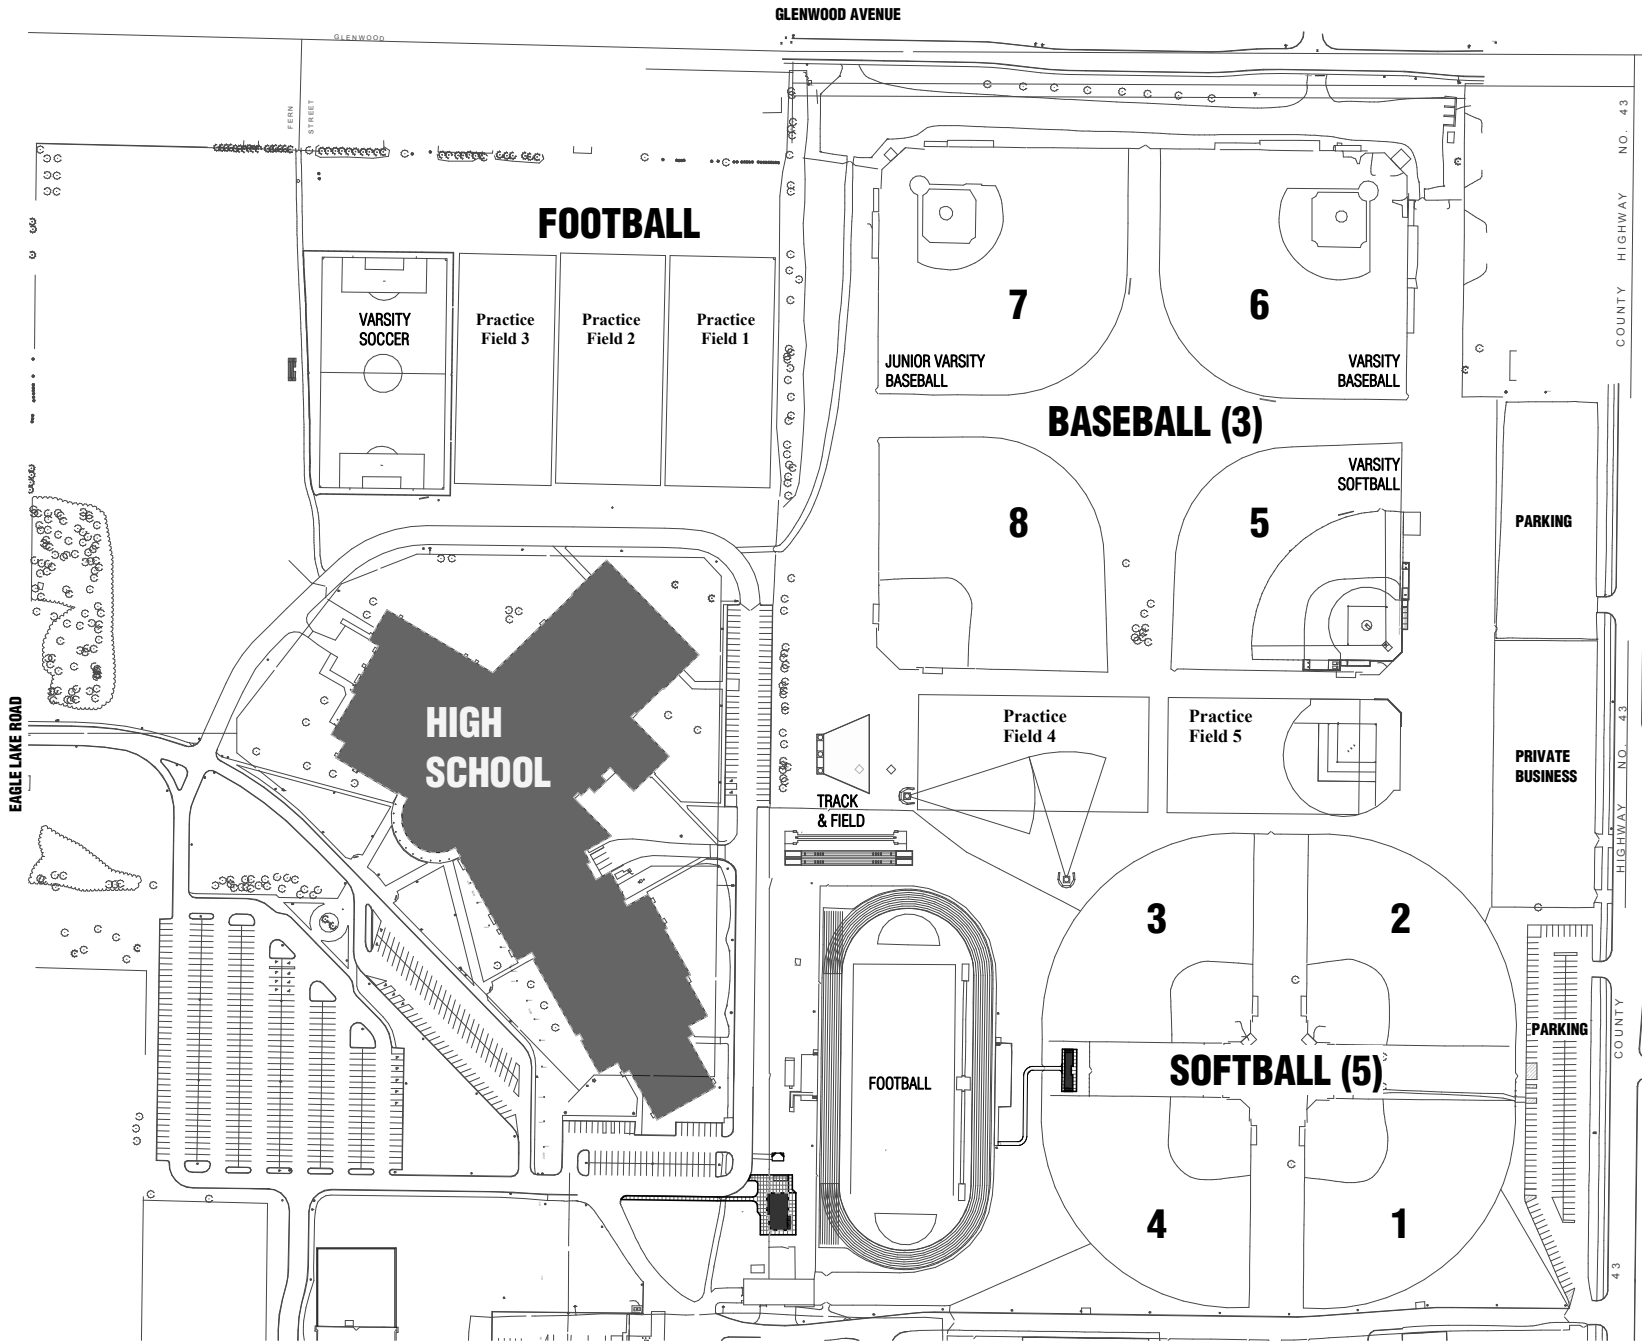 GLENWOOD AVENUE
GLENWOOD
FERN
STREET
COUNTY HIGHWAY NO. 43
FOOTBALL
VARSITY
SOCCER
Practice
Field 3
Practice
Field 2
Practice
Field 1
7
6
JUNIOR VARSITY
BASEBALL
VARSITY
BASEBALL
BASEBALL (3)
VARSITY
SOFTBALL
8
5
PARKING
EAGLE LAKE ROAD
HIGH
SCHOOL
Practice
Field 4
Practice
Field 5
PRIVATE
BUSINESS
HIGHWAY NO. 43
TRACK
& FIELD
3
2
PARKING
COUNTY
FOOTBALL
SOFTBALL (5)
4
1
43